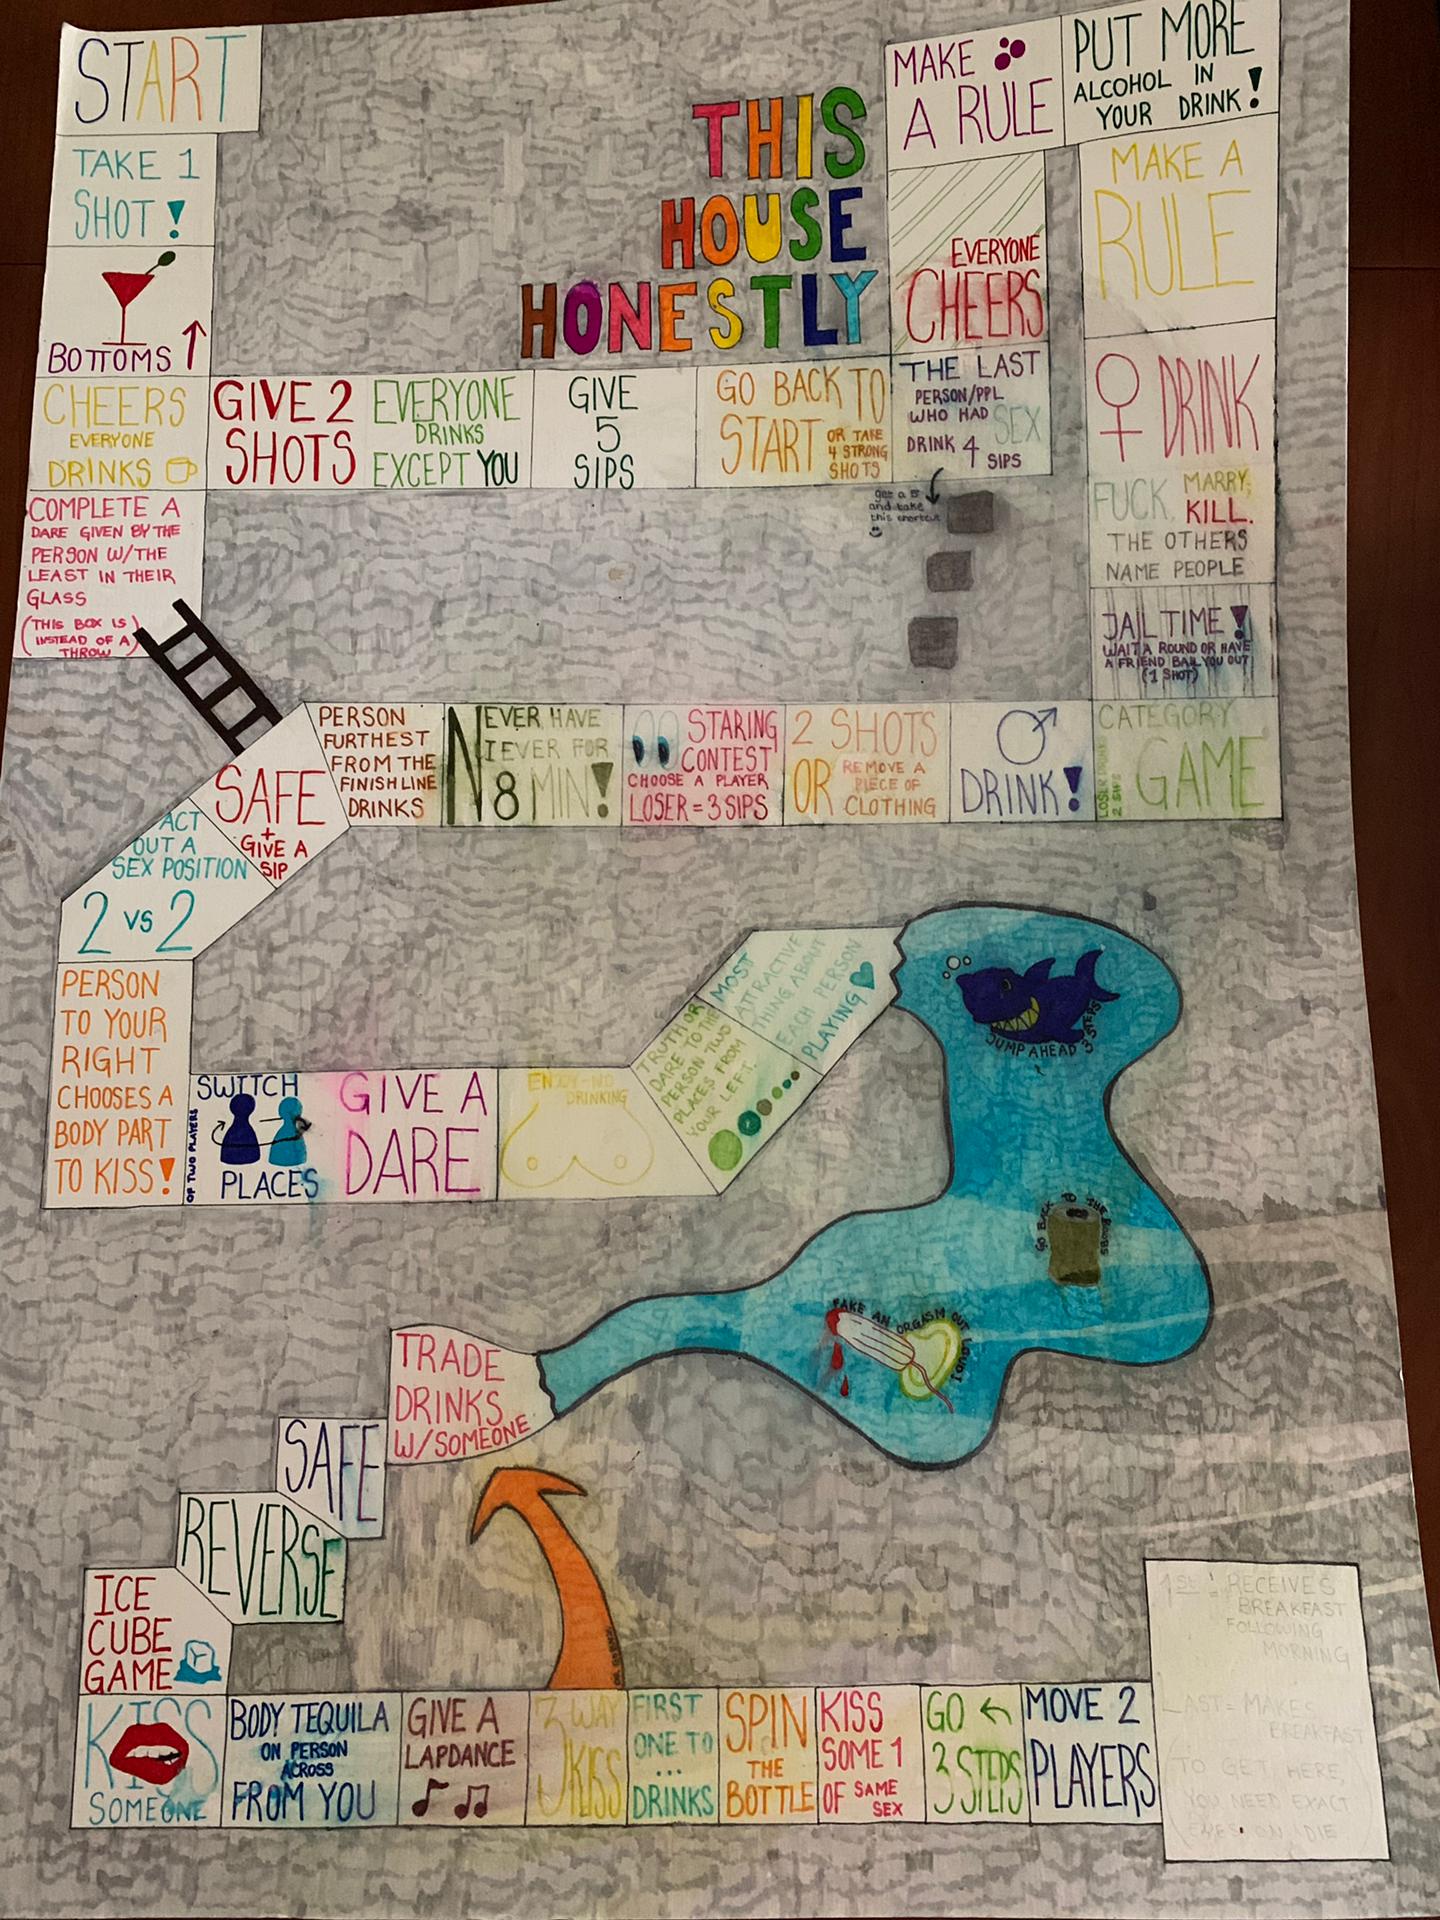 START
TAKE 1
SHOT!
BOTTOMS
CHEERS
EVERYONE
DRINKS
GIVE 2
SHOTS
EVERYONE
DRINKS
EXCEPT YOU
GIVE
5
SIPS
GO BACK TO
START
OR TAKE
4 STRONG
SHOTS
THE LAST
PERSON/PPL
WHO HAD SEX
DRINK 4 SIPS
get a 5
and take
this shortcut
EVERYONE
CHEERS
MAKE
A RULE
THIS
HOUSE
HONESTLY
PUT MORE
ALCOHOL IN
YOUR DRINK!
MAKE A
RULE
♀ DRINK
FUCK, MARRY,
KILL.
THE OTHERS
NAME PEOPLE
JAIL TIME!
WAIT A ROUND OR HAVE
A FRIEND BAIL YOU OUT
(1 SHOT)
CATEGORY
GAME
2 SIPS
♂
DRINK!
2 SHOTS
OR REMOVE A
PIECE OF
CLOTHING
STARING
CONTEST
CHOOSE A PLAYER
LOSER = 3 SIPS
NEVER HAVE
I EVER FOR
8 MIN!
PERSON
FURTHEST
FROM THE
FINISHLINE
DRINKS
SAFE
+
GIVE A
SIP
COMPLETE A
DARE GIVEN BY THE
PERSON W/THE
LEAST IN THEIR
GLASS
(THIS BOX IS
INSTEAD OF A
THROW)
ACT
OUT A
SEX POSITION
2 VS 2
PERSON
TO YOUR
RIGHT
CHOOSES A
BODY PART
TO KISS!
SWITCH
PLACES
OF TWO PLAYERS
GIVE A
DARE
ENJOY-NO
DRINKING
TRUTH OR
DARE TO THE
PERSON TWO
PLACES FROM
YOUR LEFT.
MOST
ATTRACTIVE
THING ABOUT
EACH PERSON
PLAYING
JUMP AHEAD 3 STEPS
GO BACK TO THE BOOBS
FAKE AN ORGASM OUT LOUD!
TRADE
DRINKS
W/SOMEONE
SAFE
REVERSE
ICE
CUBE
GAME
KISS
SOMEONE
BODY TEQUILA
ON PERSON
ACROSS
FROM YOU
GIVE A
LAPDANCE
3 WAY
KISS
FIRST
ONE TO
...
DRINKS
SPIN
THE
BOTTLE
KISS
SOME 1
OF SAME
SEX
GO
3 STEPS
MOVE 2
PLAYERS
1ST: RECEIVES
BREAKFAST
FOLLOWING
MORNING
LAST = MAKES
BREAKFAST
TO GET HERE,
YOU NEED EXACT
EYES ON DIE